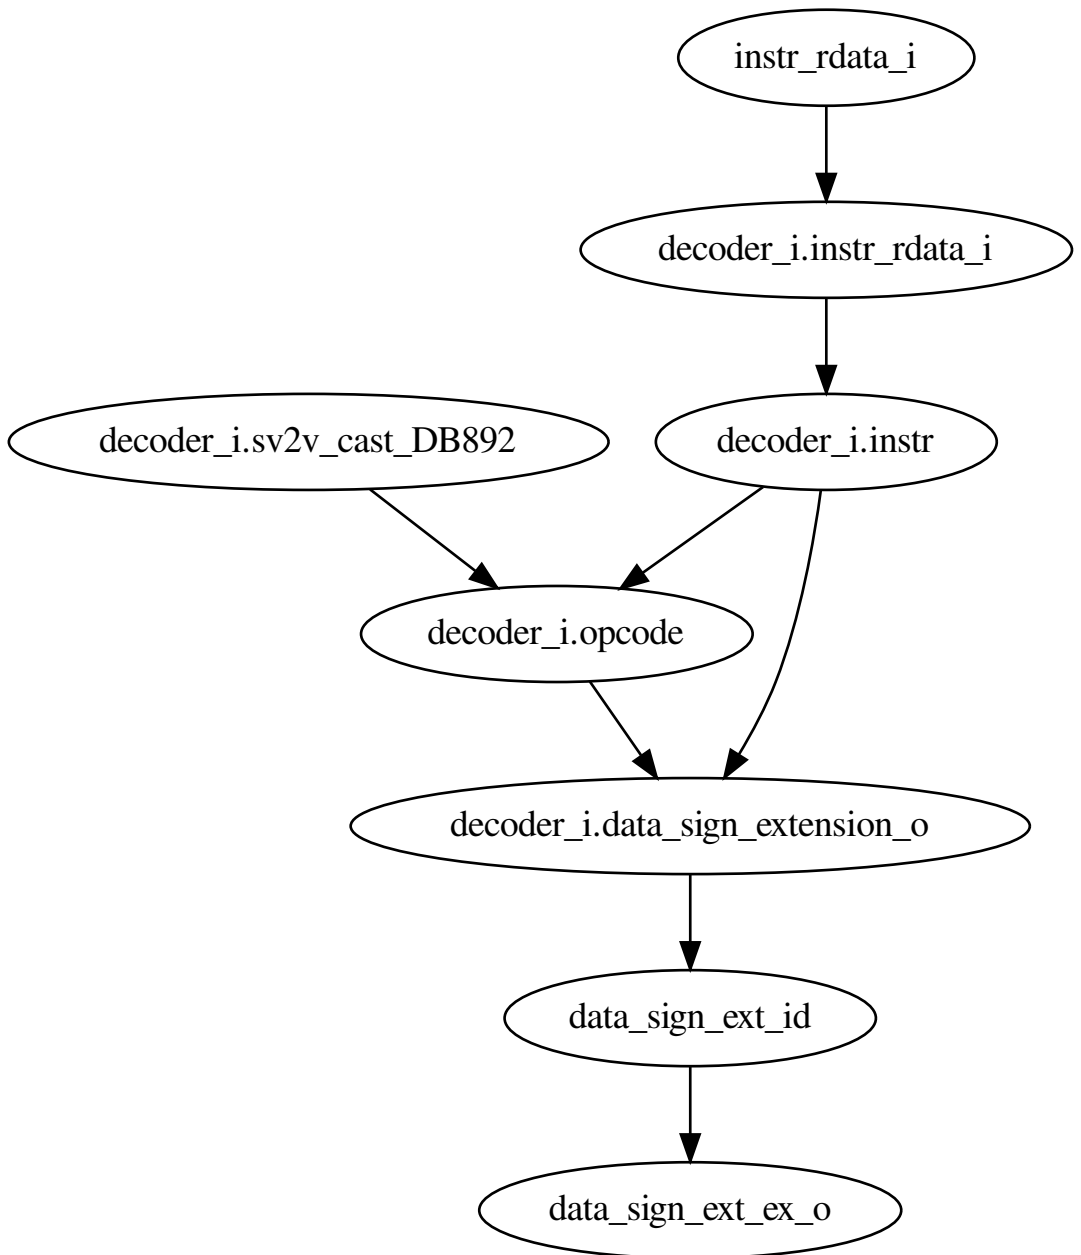 instr_rdata_i
decoder_i.instr_rdata_i
decoder_i.sv2v_cast_DB892
decoder_i.instr
decoder_i.opcode
decoder_i.data_sign_extension_o
data_sign_ext_id
data_sign_ext_ex_o